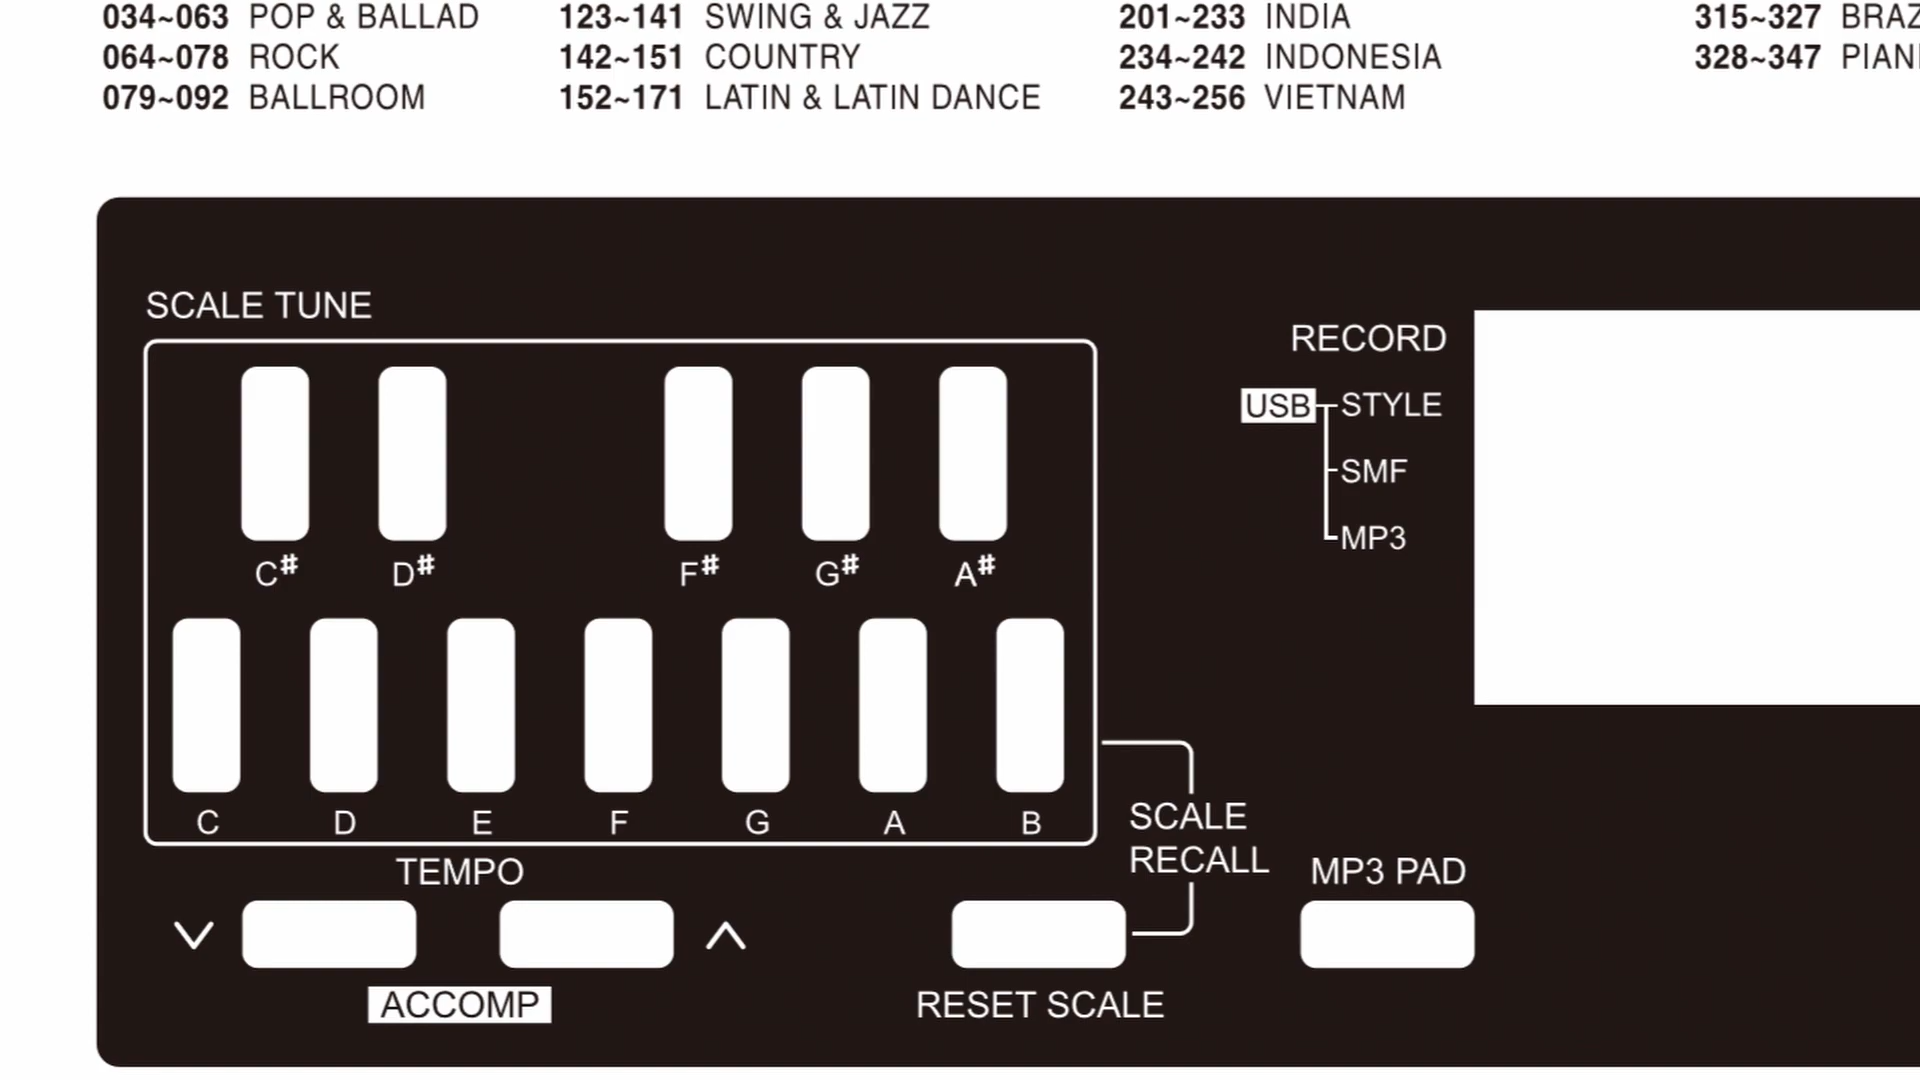 034~063 POP & BALLAD
064~078 ROCK
079~092 BALLROOM
123~141 SWING & JAZZ
142~151 COUNTRY
152~171 LATIN & LATIN DANCE
201~233 INDIA
234~242 INDONESIA
243~256 VIETNAM
315~327 BRAZ
328~347 PIAN
SCALE TUNE
C# D# F# G# A#
C D E F G A B
RECORD
USB STYLE
SMF
MP3
SCALE
RECALL
TEMPO
ACCOMP
RESET SCALE
MP3 PAD